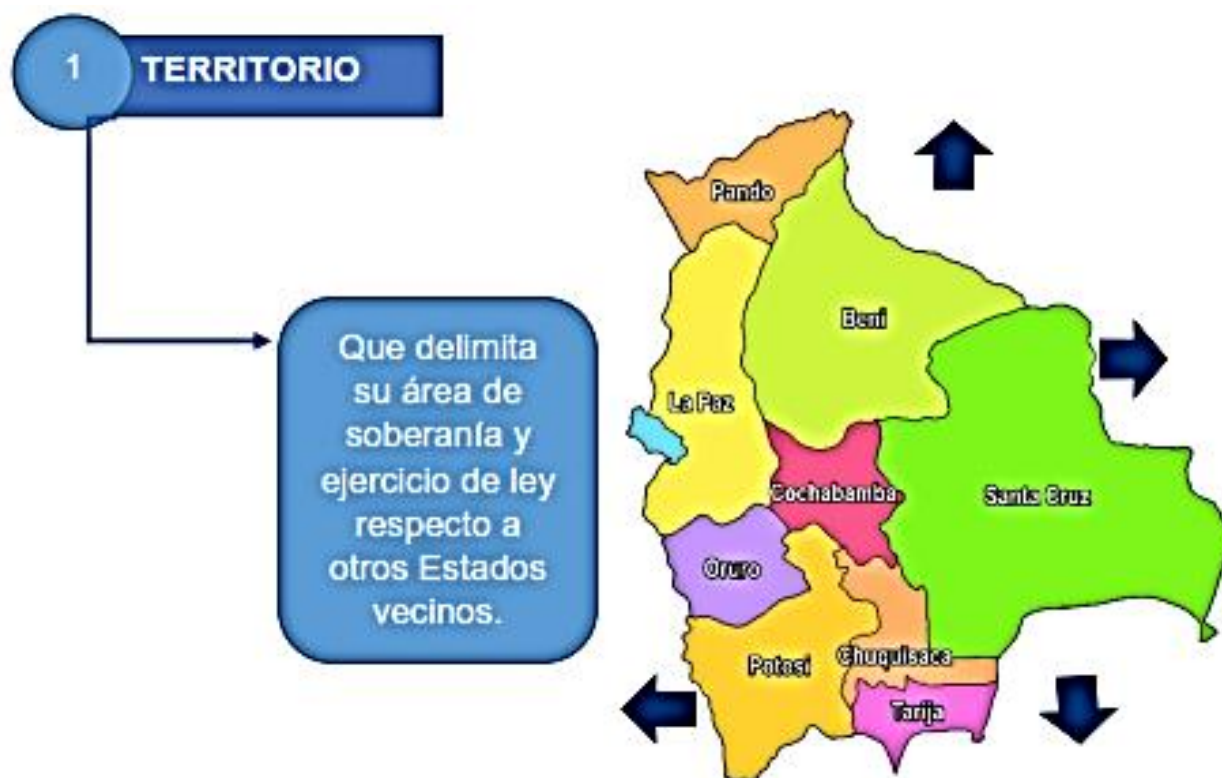 1
TERRITORIO
Que delimita
su área de
soberanía y
ejercicio de ley
respecto a
otros Estados
vecinos.
Pando
Beni
La Paz
Cochabamba
Santa Cruz
Oruro
Potosí
Chuquisaca
Tarija